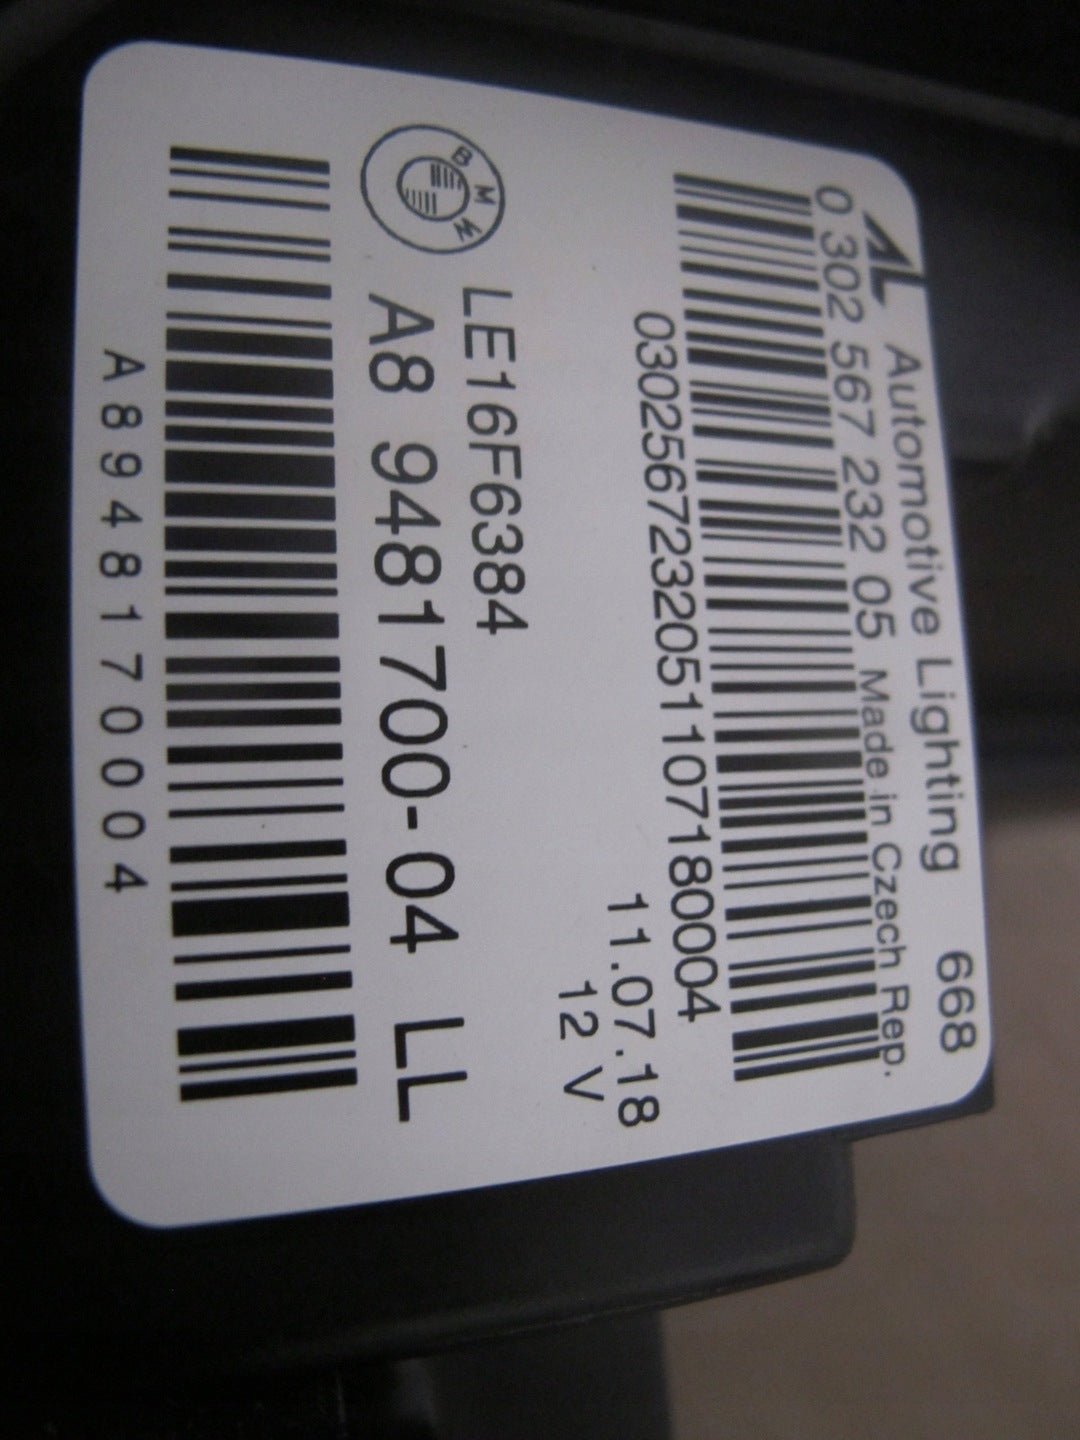 AL Automotive Lighting 668
0 302 567 232 05 Made in Czech Rep.
0302567232051107180004
11.07.18
12 V
LE16F6384
BMW
A8 9481700-04 LL
A8948170004